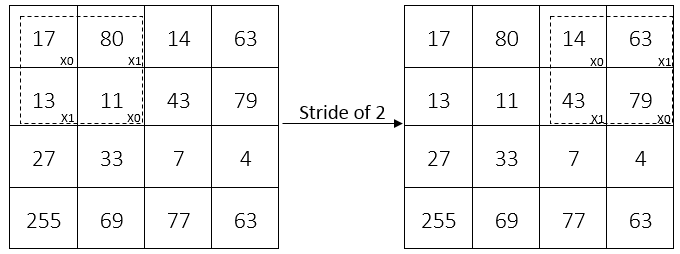 17 80 14 63
X0 X1
13 11 43 79
X1 X0
27 33 7 4
255 69 77 63
Stride of 2
17 80 14 63
X0 X1
13 11 43 79
X1 X0
27 33 7 4
255 69 77 63